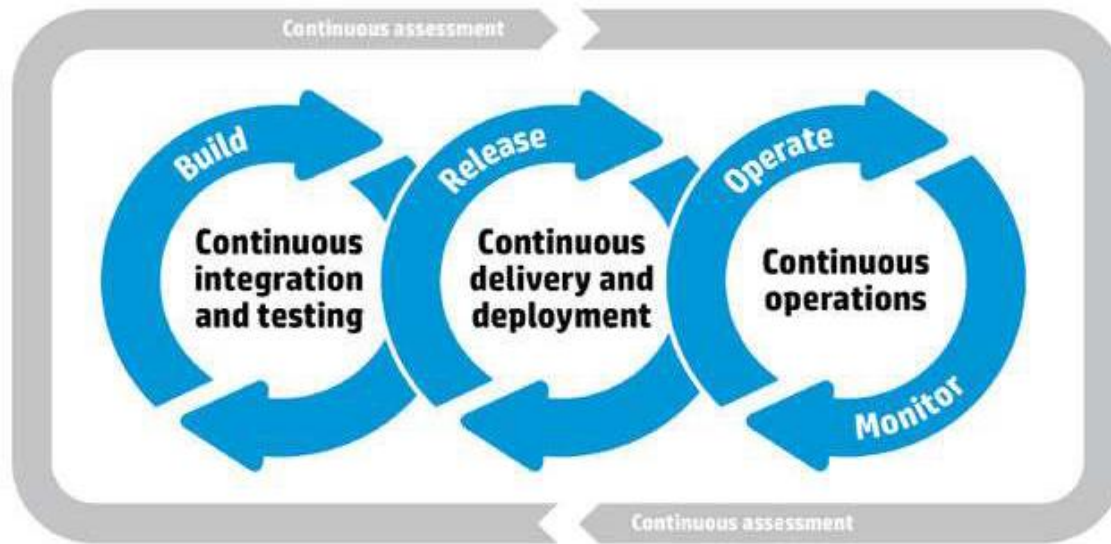 Continuous assessment
Build
Release
Operate
Continuous
integration
and testing
Continuous
delivery and
deployment
Continuous
operations
Monitor
Continuous assessment